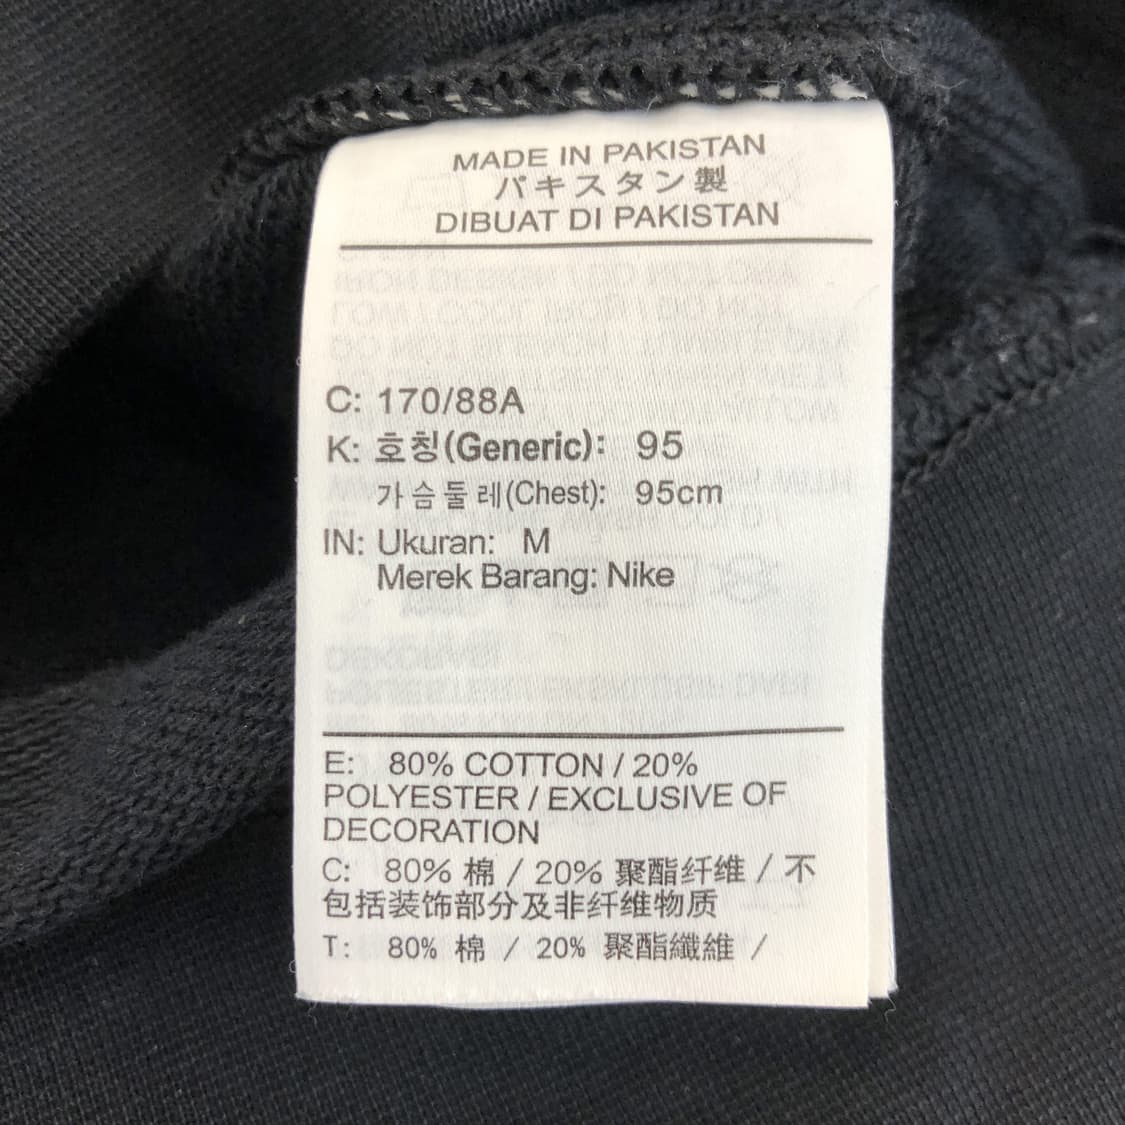 MADE IN PAKISTAN
パキスタン製
DIBUAT DI PAKISTAN
C: 170/88A
K: 호칭(Generic): 95
가슴둘레(Chest): 95cm
IN: Ukuran: M
Merek Barang: Nike
E: 80% COTTON / 20%
POLYESTER / EXCLUSIVE OF
DECORATION
C: 80% 棉 / 20% 聚酯纤维 / 不
包括装饰部分及非纤维物质
T: 80% 棉 / 20% 聚酯纖維 /